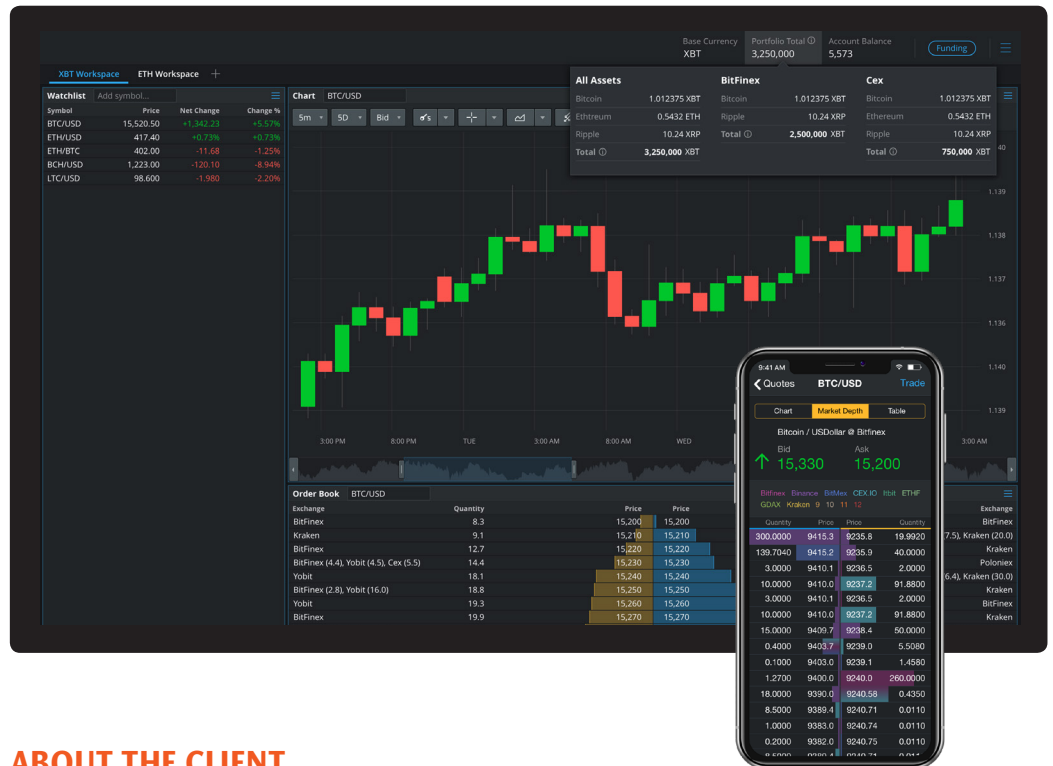 Base Currency Portfolio Total Account Balance
XBT 3,250,000 5,573 Funding
XBT Workspace ETH Workspace
All Assets BitFinex Cex
Bitcoin 1.012375 XBT Bitcoin 1.012375 XBT Bitcoin 1.012375 XBT
Ethtreum 0.5432 ETH Ripple 10.24 XRP Ethereum 0.5432 ETH
Ripple 10.24 XRP Total 2,500,000 XBT Ripple 10.24 XRP
Total 3,250,000 XBT Total 750,000 XBT
Watchlist Add symbol...
Symbol Price Net Change Change %
BTC/USD 15,520.50 +1,342.23 +5.57%
ETH/USD 417.40 +0.73% +0.73%
ETH/BTC 402.00 -11.68 -1.25%
BCH/USD 1,223.00 -120.10 -8.94%
LTC/USD 98.600 -1.980 -2.20%
Chart BTC/USD
5m 5D Bid
40
1.139
1.138
1.137
1.136
1.140
1.139
3:00 PM 8:00 PM TUE 3:00 AM 8:00 AM WED 3:00 AM
Order Book BTC/USD
Exchange Quantity Price Price Exchange
BitFinex 8.3 15,200 15,200 BitFinex
Kraken 9.1 15,210 15,210 7.5), Kraken (20.0)
BitFinex 12.7 15,220 15,220 Kraken
BitFinex (4.4), Yobit (4.5), Cex (5.5) 14.4 15,230 15,230 Poloniex
Yobit 18.1 15,240 15,240 6.4), Kraken (30.0)
BitFinex (2.8), Yobit (16.0) 18.8 15,250 15,250 Kraken
Yobit 19.3 15,260 15,260 BitFinex
BitFinex 19.9 15,270 15,270 Kraken
9:41 AM
Quotes BTC/USD Trade
Chart Market Depth Table
Bitcoin / USDollar @ Bitfinex
Bid Ask
15,330 15,200
Bitfinex Binance BitMex CEX.IO Itbit ETHF
GDAX Kraken 9 10 11 12
Quantity Price Price Quantity
300.0000 9415.3 9235.8 19.9920
139.7040 9415.2 9235.9 40.0000
3.0000 9410.1 9236.5 2.0000
10.0000 9410.0 9237.2 91.8800
3.0000 9410.1 9236.5 2.0000
10.0000 9410.0 9237.2 91.8800
15.0000 9409.7 9238.4 50.0000
0.4000 9403.7 9239.0 5.5080
0.1000 9403.0 9239.1 1.4580
1.2700 9400.0 9240.0 260.0000
18.0000 9390.0 9240.58 0.4350
8.5000 9389.4 9240.71 0.0110
1.0000 9383.0 9240.74 0.0110
0.2000 9382.0 9240.75 0.0110
ABOUT THE CLIENT